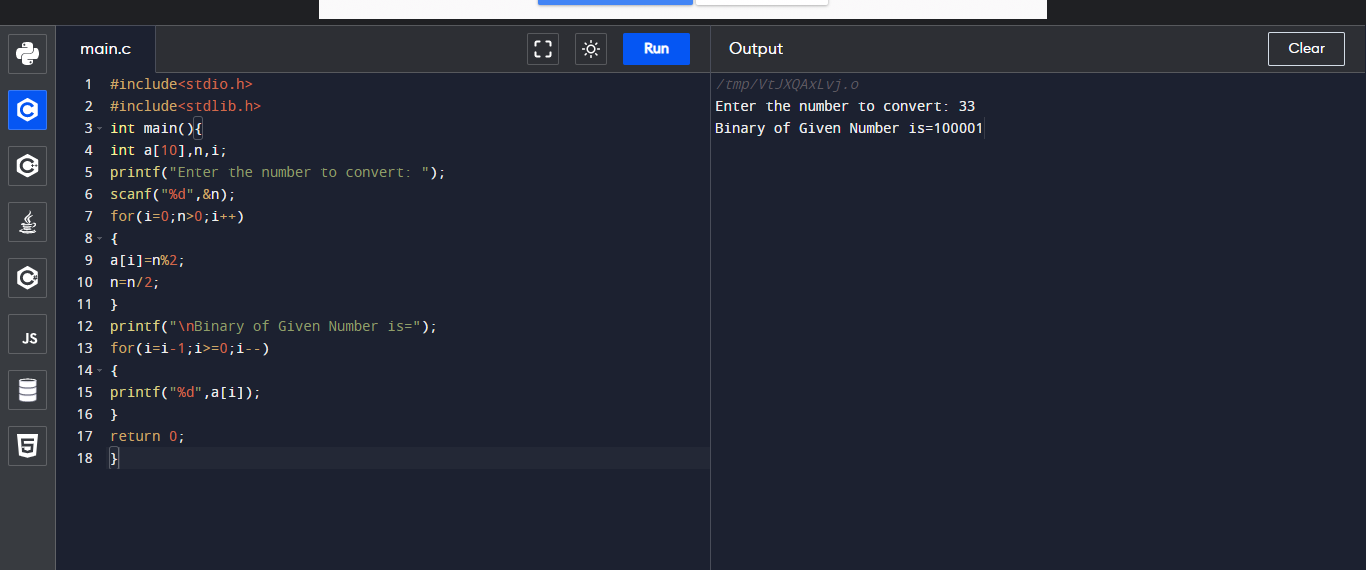 main.c
Run
Output
Clear
/tmp/VtJXQAxLvj.o
Enter the number to convert: 33
Binary of Given Number is=100001
1 #include<stdio.h>
2 #include<stdlib.h>
3 int main(){
4 int a[10],n,i;
5 printf("Enter the number to convert: ");
6 scanf("%d",&n);
7 for(i=0;n>0;i++)
8 {
9 a[i]=n%2;
10 n=n/2;
11 }
12 printf("\nBinary of Given Number is=");
13 for(i=i-1;i>=0;i--)
14 {
15 printf("%d",a[i]);
16 }
17 return 0;
18 }
JS